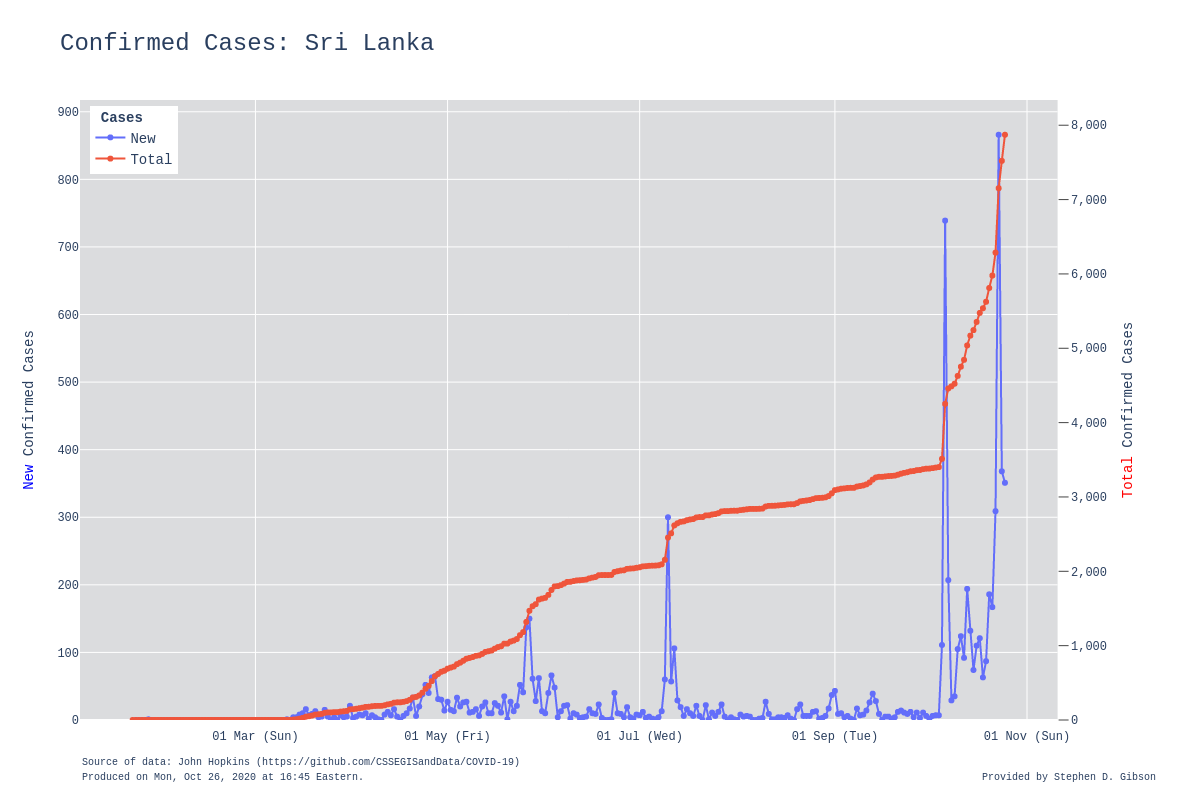 Confirmed Cases: Sri Lanka
Cases
New
Total
900
800
700
600
500
400
300
200
100
0
New Confirmed Cases
8,000
7,000
6,000
5,000
4,000
3,000
2,000
1,000
0
Total Confirmed Cases
01 Mar (Sun) 01 May (Fri) 01 Jul (Wed) 01 Sep (Tue) 01 Nov (Sun)
Source of data: John Hopkins (https://github.com/CSSEGISandData/COVID-19)
Produced on Mon, Oct 26, 2020 at 16:45 Eastern.
Provided by Stephen D. Gibson